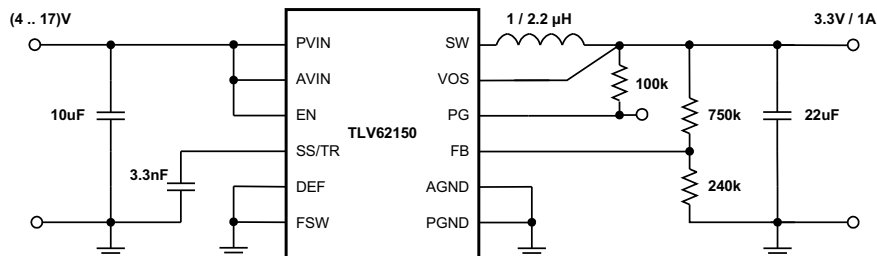 (4 .. 17)V
1 / 2.2 µH
3.3V / 1A
PVIN
SW
AVIN
VOS
100k
10uF
EN
PG
750k
22uF
TLV62150
SS/TR
FB
3.3nF
DEF
AGND
240k
FSW
PGND